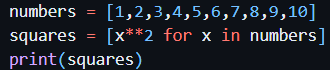 numbers = [1,2,3,4,5,6,7,8,9,10]
squares = [x**2 for x in numbers]
print(squares)